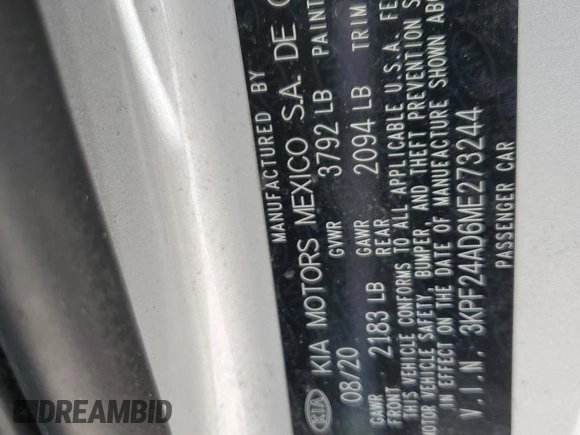 MANUFACTURED BY
KIA KIA MOTORS MEXICO S.A. DE
08/20 GVWR 3792 LB PAINT
GAWR FRONT 2183 LB GAWR REAR 2094 LB TRIM
THIS VEHICLE CONFORMS TO ALL APPLICABLE U.S.A. FE
MOTOR VEHICLE SAFETY, BUMPER, AND THEFT PREVENTION S
IN EFFECT ON THE DATE OF MANUFACTURE SHOWN ABO
V.I.N. 3KPF24AD6ME273244
PASSENGER CAR
DREAMBID